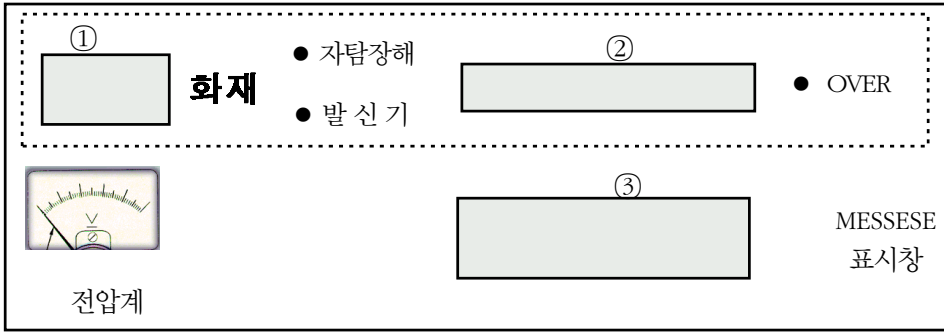 ①
화재
● 자탐장해
● 발 신 기
②
● OVER
V
전압계
③
MESSESE
표시창